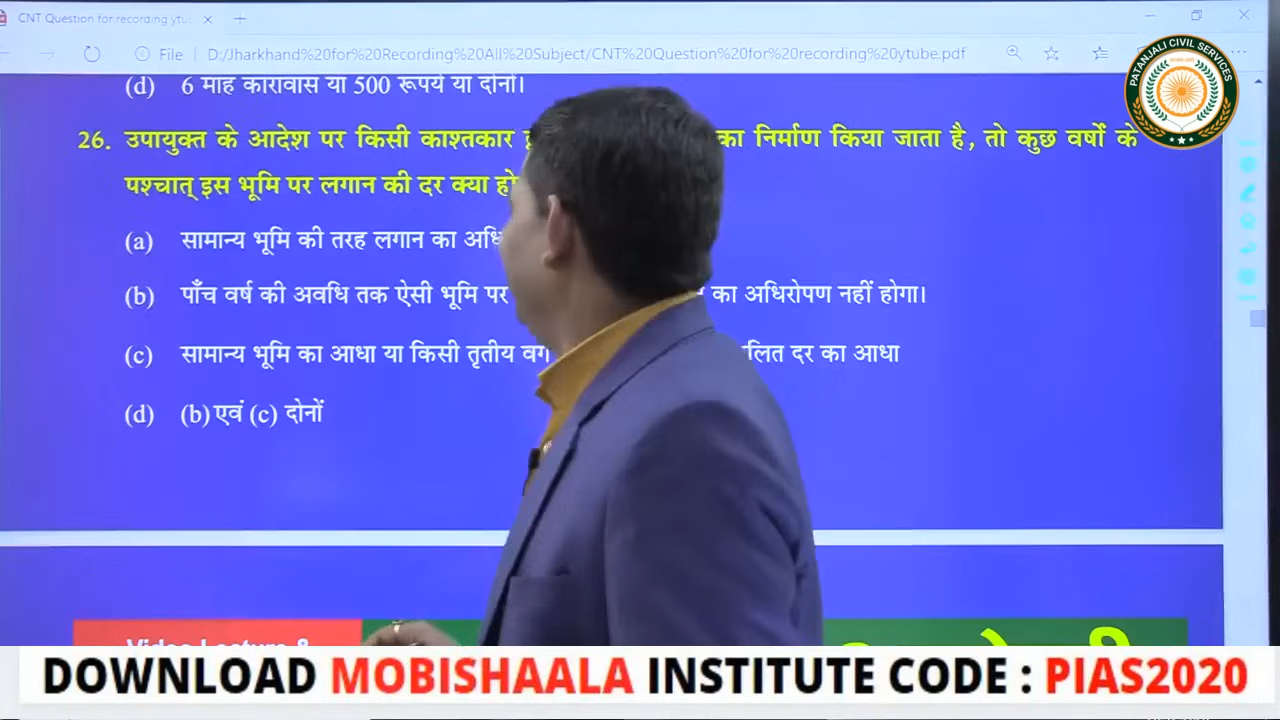 CNT Question for recording ytu
File D:/Jharkhand%20for%20Recording%20All%20Subject/CNT%20Question%20for%20recording%20ytube.pdf
PATANJALI CIVIL SERVICES
(d) 6 माह कारावास या 500 रूपये या दोनों।
26. उपायुक्त के आदेश पर किसी काश्तकार का निर्माण किया जाता है, तो कुछ वर्षों के
पश्चात् इस भूमि पर लगान की दर क्या
(a) सामान्य भूमि की तरह लगान का
(b) पाँच वर्ष की अवधि तक ऐसी भूमि पर का अधिरोपण नहीं होगा।
(c) सामान्य भूमि का आधा या किसी तृतीय दर का आधा
(d) (b) एवं (c) दोनों
DOWNLOAD MOBISHAALA INSTITUTE CODE : PIAS2020